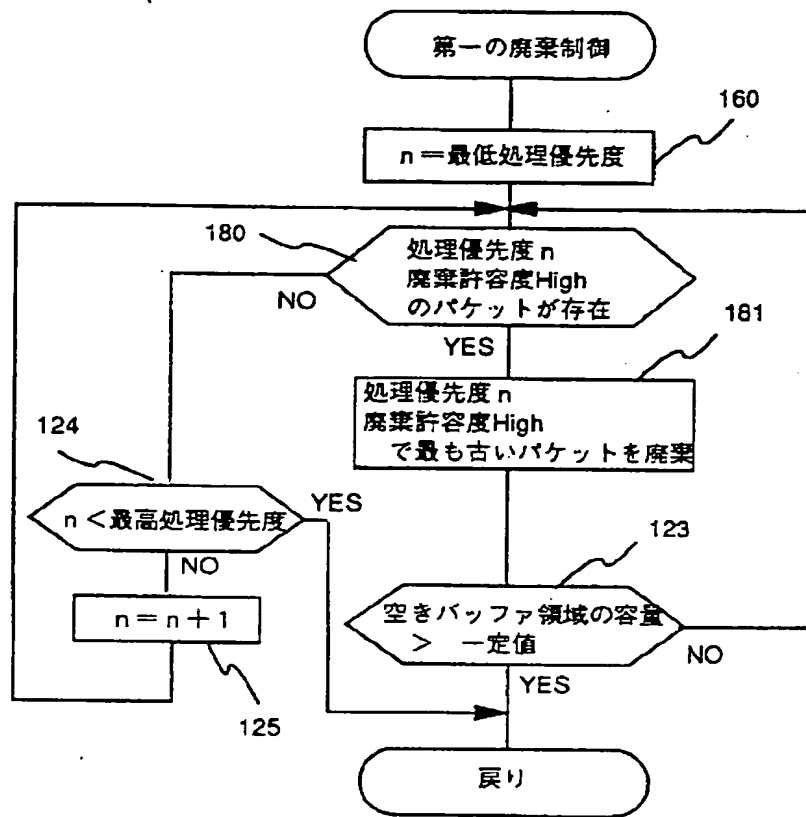 第一の廃棄制御
160
n＝最低処理優先度
180
処理優先度 n
廃棄許容度High
のパケットが存在
NO
YES
181
処理優先度 n
廃棄許容度High
で最も古いパケットを廃棄
124
n＜最高処理優先度
YES
NO
123
n＝n＋1
空きバッファ領域の容量
＞ 一定値
NO
YES
125
戻り